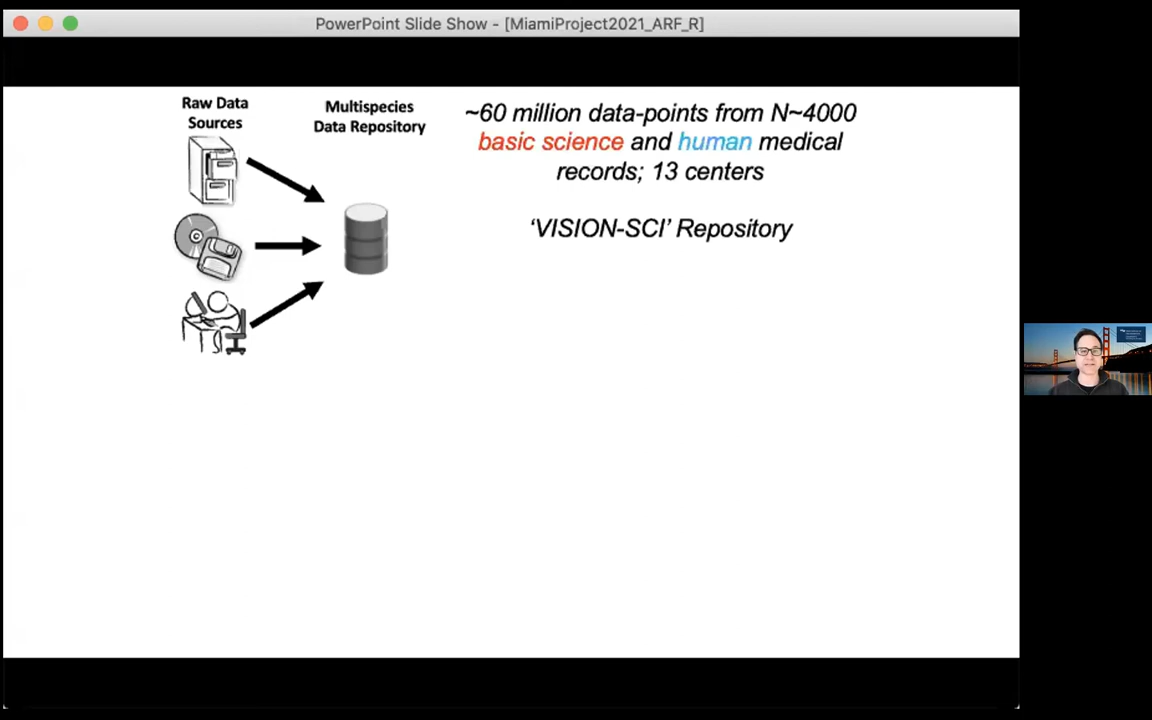 PowerPoint Slide Show - [MiamiProject2021_ARF_R]
Raw Data
Sources
Multispecies
Data Repository
~60 million data-points from N~4000
basic science and human medical
records; 13 centers
‘VISION-SCI’ Repository